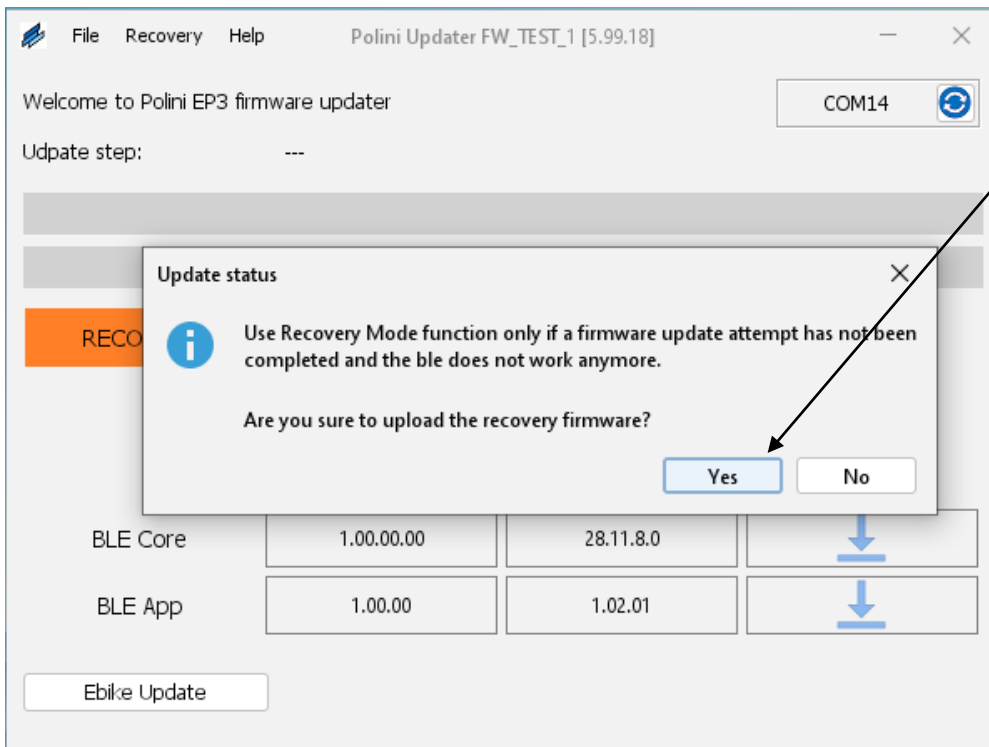 File Recovery Help Polini Updater FW_TEST_1 [5.99.18]
Welcome to Polini EP3 firmware updater COM14
Udpate step: ---
Update status
RECO
Use Recovery Mode function only if a firmware update attempt has not been
completed and the ble does not work anymore.
Are you sure to upload the recovery firmware?
Yes No
BLE Core 1.00.00.00 28.11.8.0
BLE App 1.00.00 1.02.01
Ebike Update